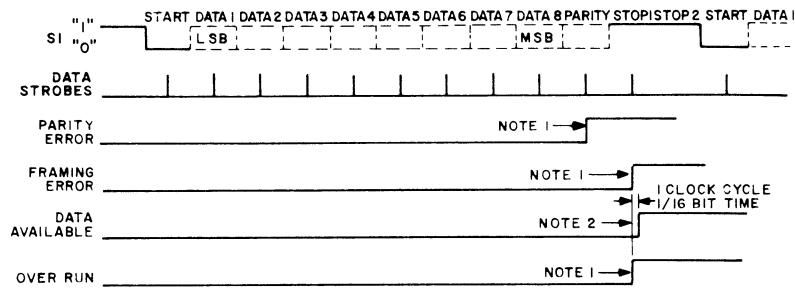 START DATA 1 DATA 2 DATA 3 DATA 4 DATA 5 DATA 6 DATA 7 DATA 8 PARITY STOP1 STOP 2 START DATA 1
"1"
SI "0"
LSB MSB
DATA
STROBES
PARITY
ERROR
NOTE 1
FRAMING
ERROR
NOTE 1
1 CLOCK CYCLE
1/16 BIT TIME
DATA
AVAILABLE
NOTE 2
OVER RUN
NOTE 1